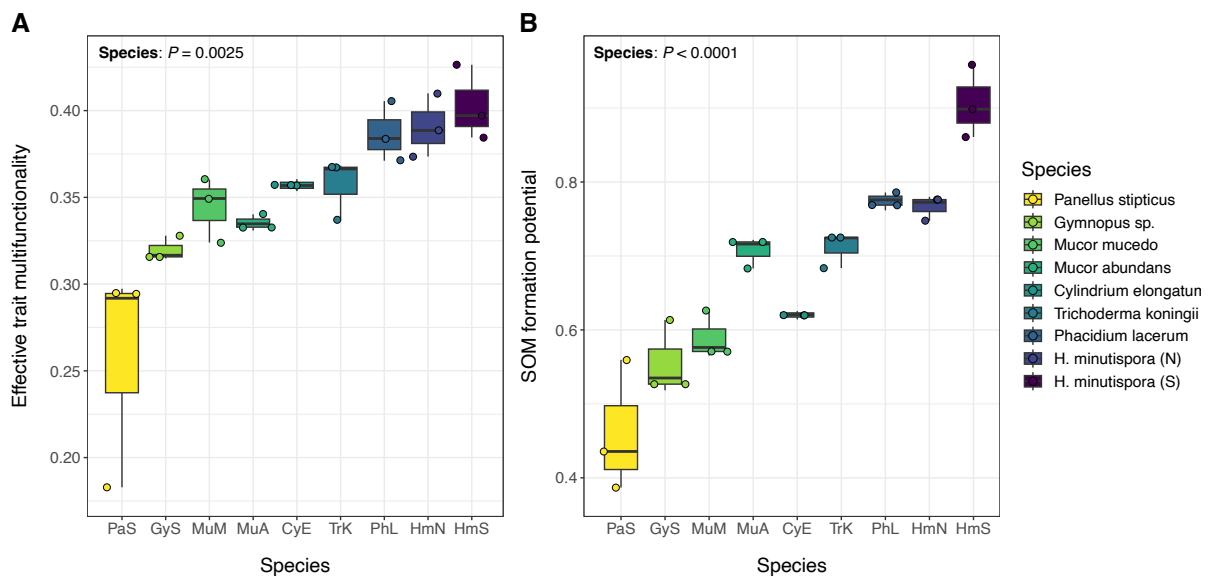 A
Species: P = 0.0025
Effective trait multifunctionality
0.40
0.35
0.30
0.25
0.20
PaS GyS MuM MuA CyE TrK PhL HmN HmS
Species
B
Species: P < 0.0001
SOM formation potential
0.8
0.6
0.4
PaS GyS MuM MuA CyE TrK PhL HmN HmS
Species
Species
Panellus stipticus
Gymnopus sp.
Mucor mucedo
Mucor abundans
Cylindrium elongatun
Trichoderma koningii
Phacidium lacerum
H. minutispora (N)
H. minutispora (S)